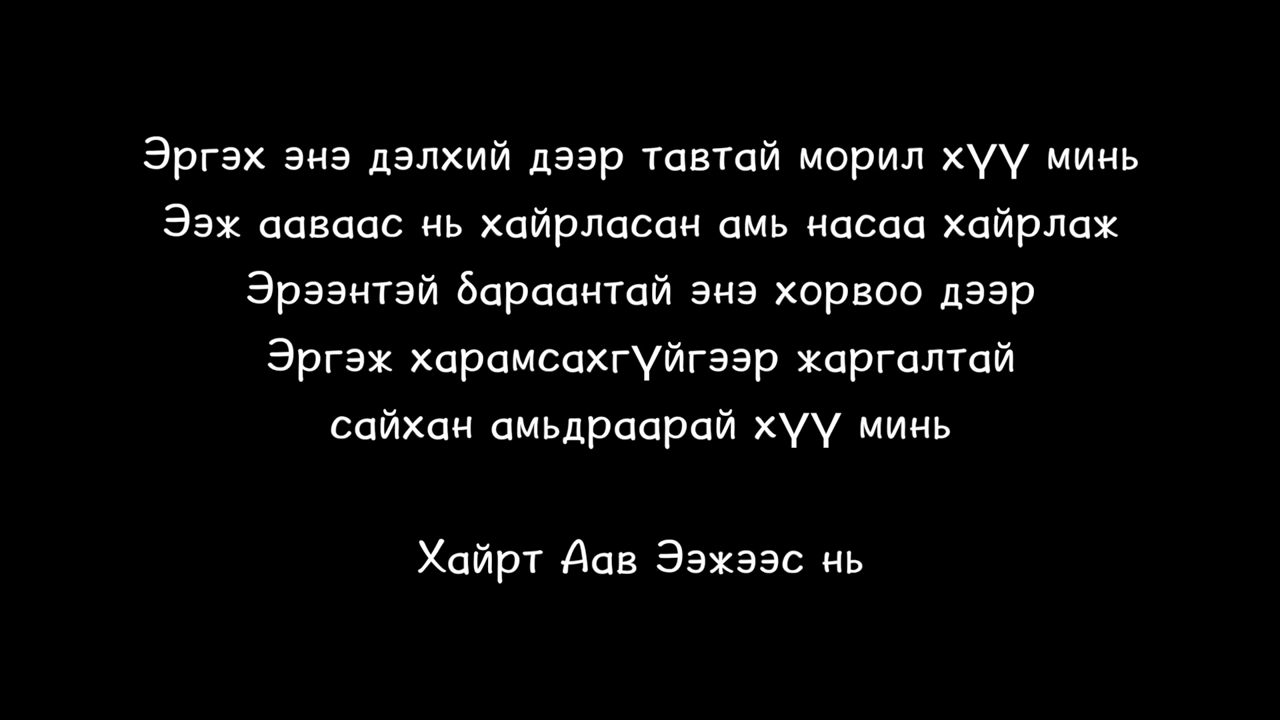 Эргэх энэ дэлхий дээр тавтай морил хүү минь
Ээж ааваас нь хайрласан амь насаа хайрлаж
Эрээнтэй бараантай энэ хорвоо дээр
Эргэж харамсахгүйгээр жаргалтай
сайхан амьдраарай хүү минь
Хайрт Аав Ээжээс нь